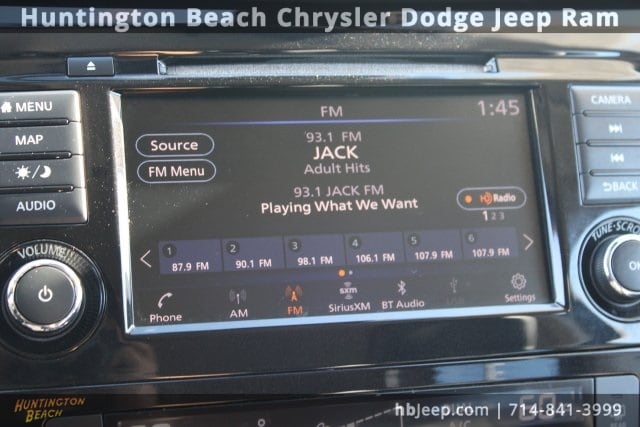 Huntington Beach Chrysler Dodge Jeep Ram
MENU
MAP
AUDIO
VOLUME
FM
1:45
Source
FM Menu
93.1 FM
JACK
Adult Hits
93.1 JACK FM
Playing What We Want
HD Radio
1 2 3
1 2 3 4 5 6
87.9 FM 90.1 FM 98.1 FM 106.1 FM 107.9 FM 107.9 FM
Phone AM FM sxm SiriusXM BT Audio USB Settings
CAMERA
BACK
TUNE·SCROLL
ON
HUNTINGTON
BEACH
A/C
hbjeep.com | 714-841-3999